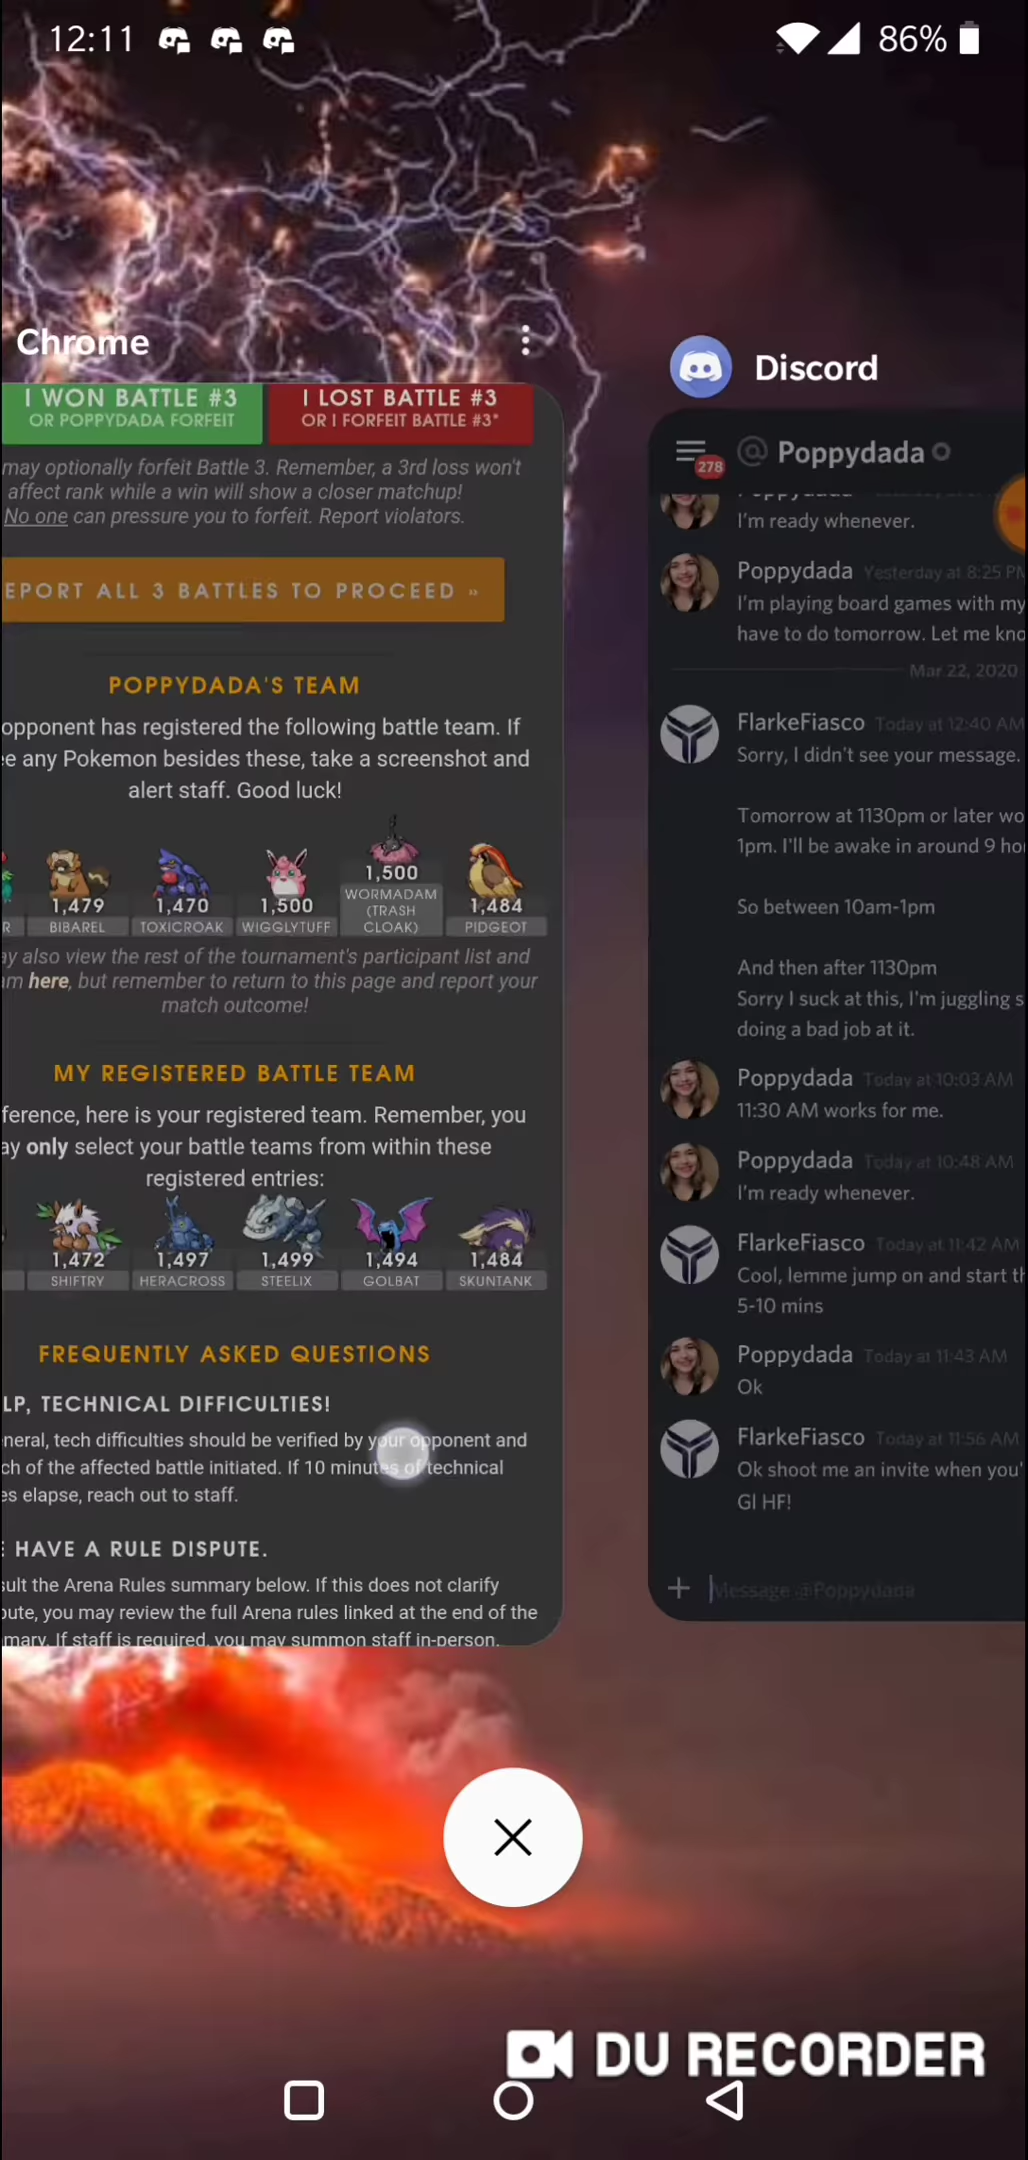 12:11
86%
Chrome
I WON BATTLE #3
OR POPPYDADA FORFEIT
I LOST BATTLE #3
OR I FORFEIT BATTLE #3*
may optionally forfeit Battle 3. Remember, a 3rd loss won't
affect rank while a win will show a closer matchup!
No one can pressure you to forfeit. Report violators.
EPORT ALL 3 BATTLES TO PROCEED »
POPPYDADA'S TEAM
opponent has registered the following battle team. If
e any Pokemon besides these, take a screenshot and
alert staff. Good luck!
R
1,479
BIBAREL
1,470
TOXICROAK
1,500
WIGGLYTUFF
1,500
WORMADAM
(TRASH
CLOAK)
1,484
PIDGEOT
ay also view the rest of the tournament's participant list and
am here, but remember to return to this page and report your
match outcome!
MY REGISTERED BATTLE TEAM
ference, here is your registered team. Remember, you
ay only select your battle teams from within these
registered entries:
1,472
SHIFTRY
1,497
HERACROSS
1,499
STEELIX
1,494
GOLBAT
1,484
SKUNTANK
FREQUENTLY ASKED QUESTIONS
LP, TECHNICAL DIFFICULTIES!
neral, tech difficulties should be verified by your opponent and
ch of the affected battle initiated. If 10 minutes of technical
es elapse, reach out to staff.
E HAVE A RULE DISPUTE.
sult the Arena Rules summary below. If this does not clarify
oute, you may review the full Arena rules linked at the end of the
mary. If staff is required, you may summon staff in-person.
Discord
278
@ Poppydada
Poppydada
I'm ready whenever.
Poppydada Yesterday at 8:25 PM
I'm playing board games with my
have to do tomorrow. Let me kno
Mar 22, 2020
FlarkeFiasco Today at 12:40 AM
Sorry, I didn't see your message.
Tomorrow at 1130pm or later wo
1pm. I'll be awake in around 9 ho
So between 10am-1pm
And then after 1130pm
Sorry I suck at this, I'm juggling s
doing a bad job at it.
Poppydada Today at 10:03 AM
11:30 AM works for me.
Poppydada Today at 10:48 AM
I'm ready whenever.
FlarkeFiasco Today at 11:42 AM
Cool, lemme jump on and start th
5-10 mins
Poppydada Today at 11:43 AM
Ok
FlarkeFiasco Today at 11:56 AM
Ok shoot me an invite when you'
Gl HF!
Message @Poppydada
DU RECORDER